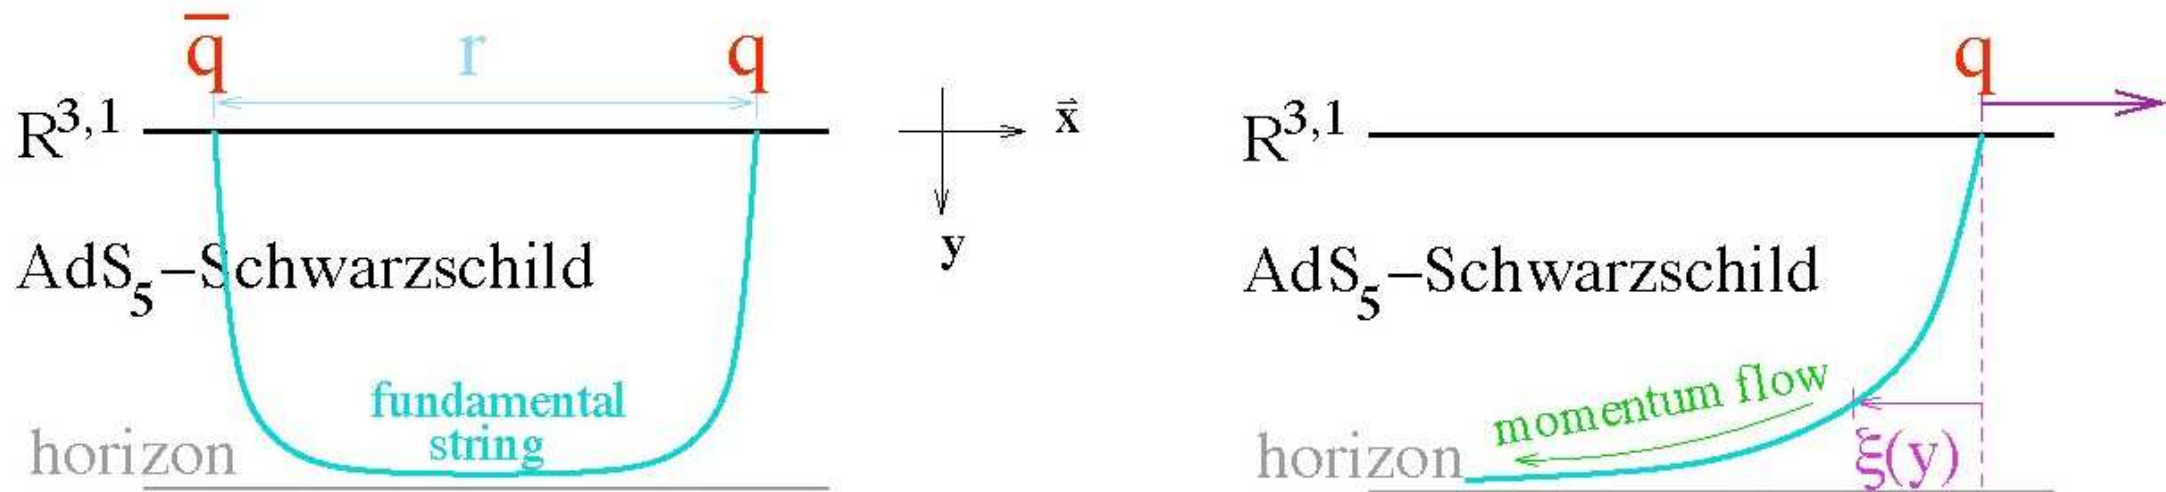 q̅ r q
R³,¹
x⃗
y
AdS₅–Schwarzschild
fundamental
string
horizon
q
R³,¹
AdS₅–Schwarzschild
momentum flow
horizon
ξ(y)